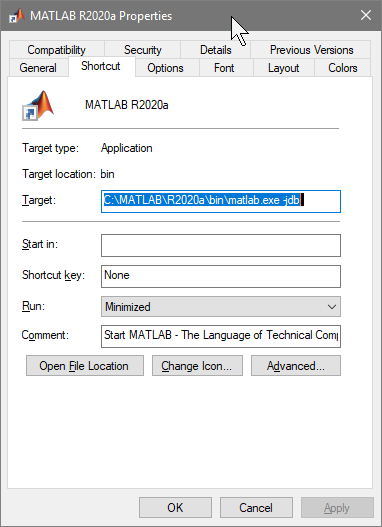 MATLAB R2020a Properties
Compatibility Security Details Previous Versions
General Shortcut Options Font Layout Colors
MATLAB R2020a
Target type: Application
Target location: bin
Target: C:\MATLAB\R2020a\bin\matlab.exe -jdb
Start in:
Shortcut key: None
Run: Minimized
Comment: Start MATLAB - The Language of Technical Comp
Open File Location Change Icon... Advanced...
OK Cancel Apply